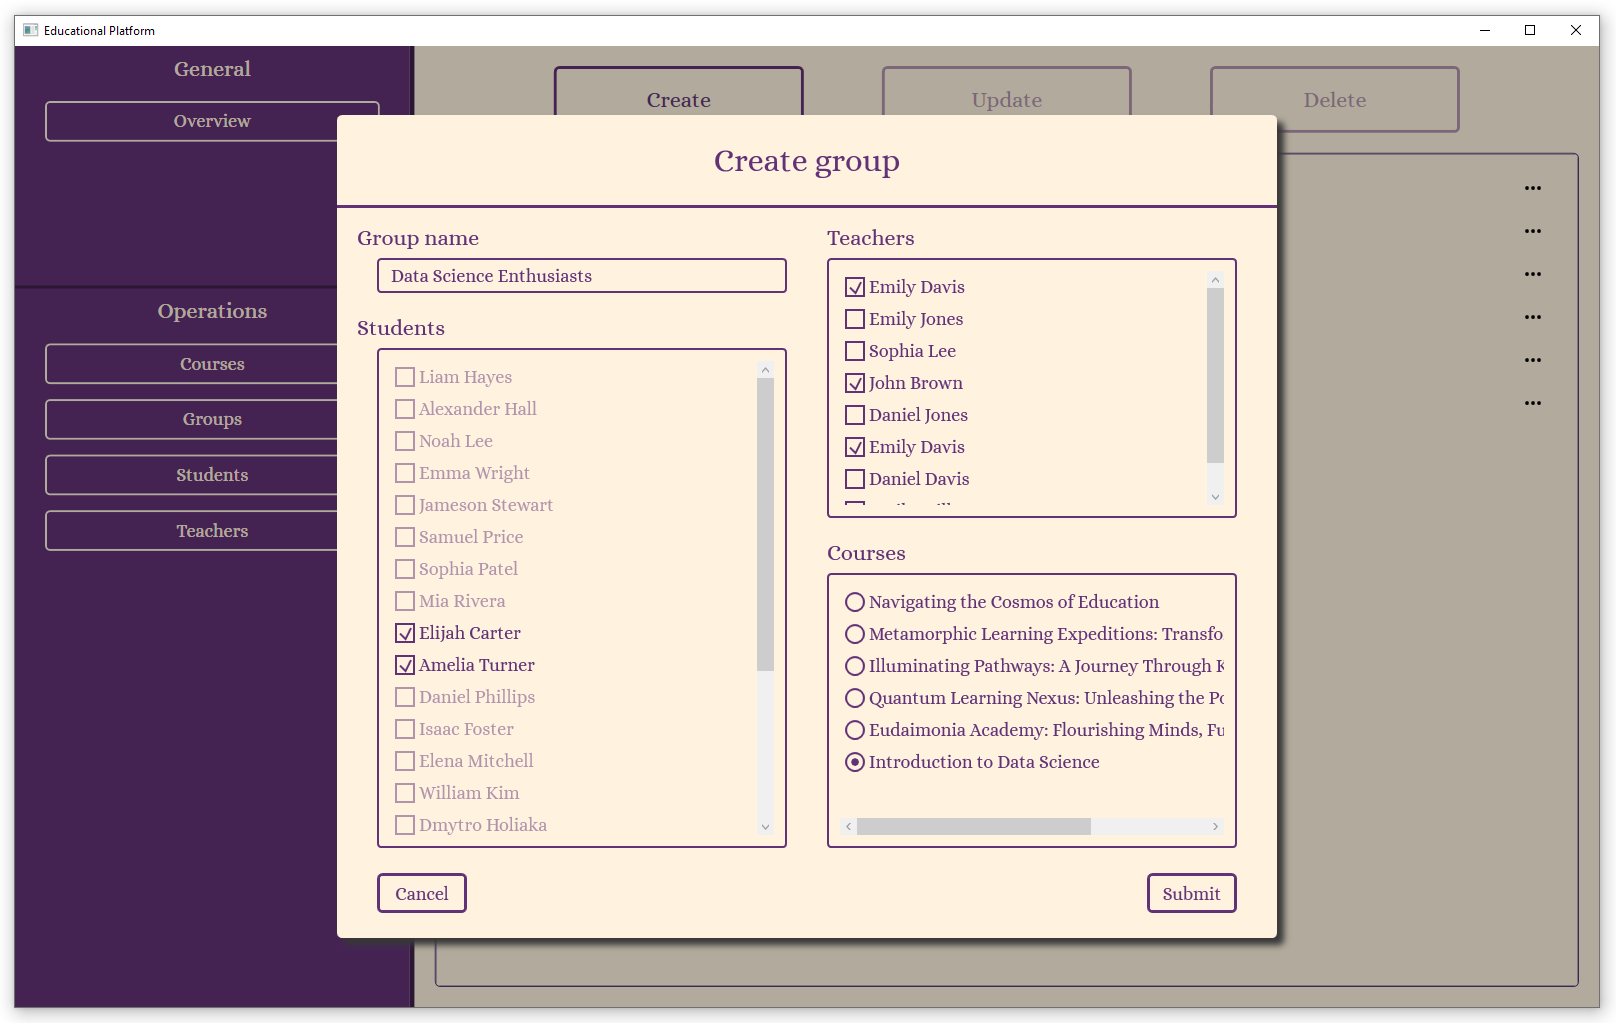 Educational Platform
General
Overview
Operations
Courses
Groups
Students
Teachers
Create
Update
Delete
...
...
...
...
...
...
Create group
Group name
Data Science Enthusiasts
Students
Liam Hayes
Alexander Hall
Noah Lee
Emma Wright
Jameson Stewart
Samuel Price
Sophia Patel
Mia Rivera
Elijah Carter
Amelia Turner
Daniel Phillips
Isaac Foster
Elena Mitchell
William Kim
Dmytro Holiaka
Teachers
Emily Davis
Emily Jones
Sophia Lee
John Brown
Daniel Jones
Emily Davis
Daniel Davis
Courses
Navigating the Cosmos of Education
Metamorphic Learning Expeditions: Transfo
Illuminating Pathways: A Journey Through K
Quantum Learning Nexus: Unleashing the Po
Eudaimonia Academy: Flourishing Minds, Fu
Introduction to Data Science
Cancel
Submit